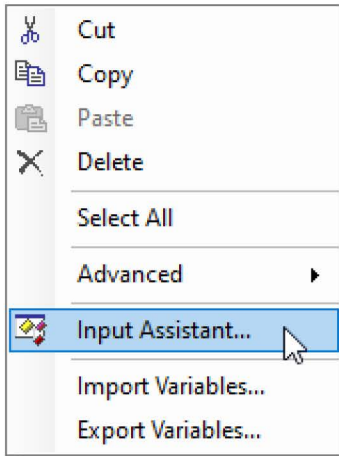 Cut
Copy
Paste
Delete
Select All
Advanced
Input Assistant...
Import Variables...
Export Variables...